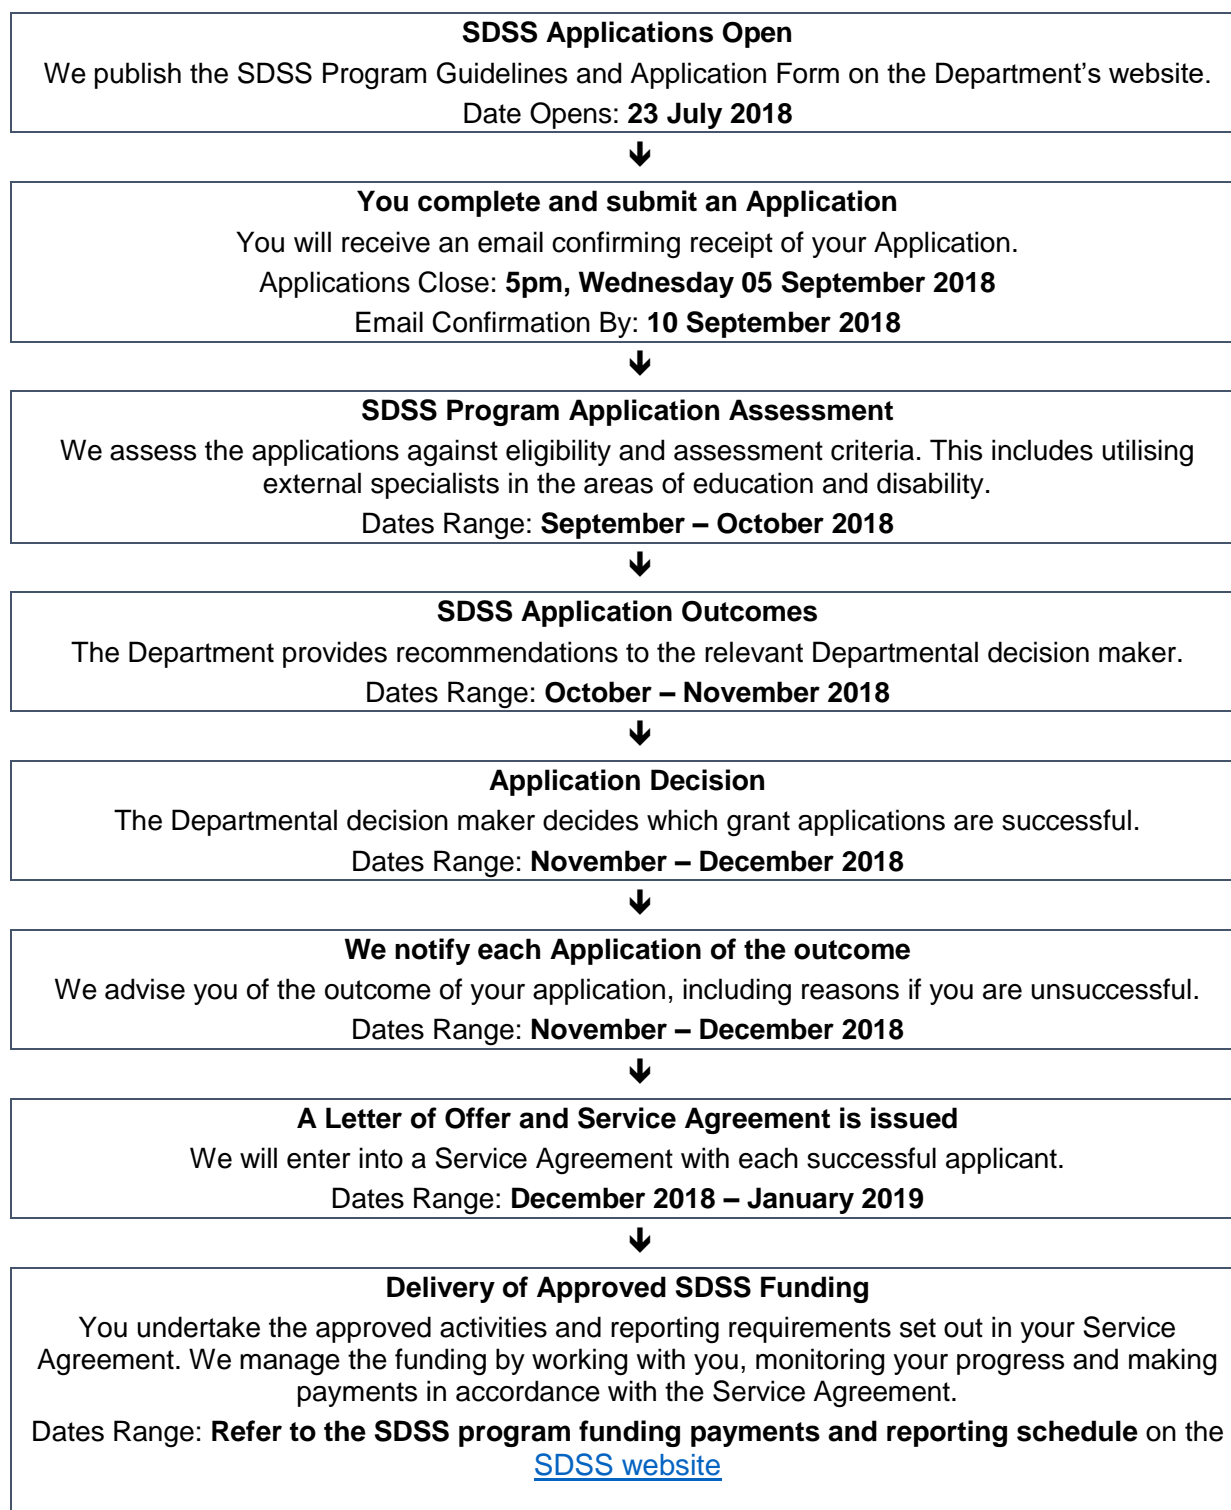 SDSS Applications Open
We publish the SDSS Program Guidelines and Application Form on the Department's website.
Date Opens: 23 July 2018
You complete and submit an Application
You will receive an email confirming receipt of your Application.
Applications Close: 5pm, Wednesday 05 September 2018
Email Confirmation By: 10 September 2018
SDSS Program Application Assessment
We assess the applications against eligibility and assessment criteria. This includes utilising
external specialists in the areas of education and disability.
Dates Range: September – October 2018
SDSS Application Outcomes
The Department provides recommendations to the relevant Departmental decision maker.
Dates Range: October – November 2018
Application Decision
The Departmental decision maker decides which grant applications are successful.
Dates Range: November – December 2018
We notify each Application of the outcome
We advise you of the outcome of your application, including reasons if you are unsuccessful.
Dates Range: November – December 2018
A Letter of Offer and Service Agreement is issued
We will enter into a Service Agreement with each successful applicant.
Dates Range: December 2018 – January 2019
Delivery of Approved SDSS Funding
You undertake the approved activities and reporting requirements set out in your Service
Agreement. We manage the funding by working with you, monitoring your progress and making
payments in accordance with the Service Agreement.
Dates Range: Refer to the SDSS program funding payments and reporting schedule on the
SDSS website